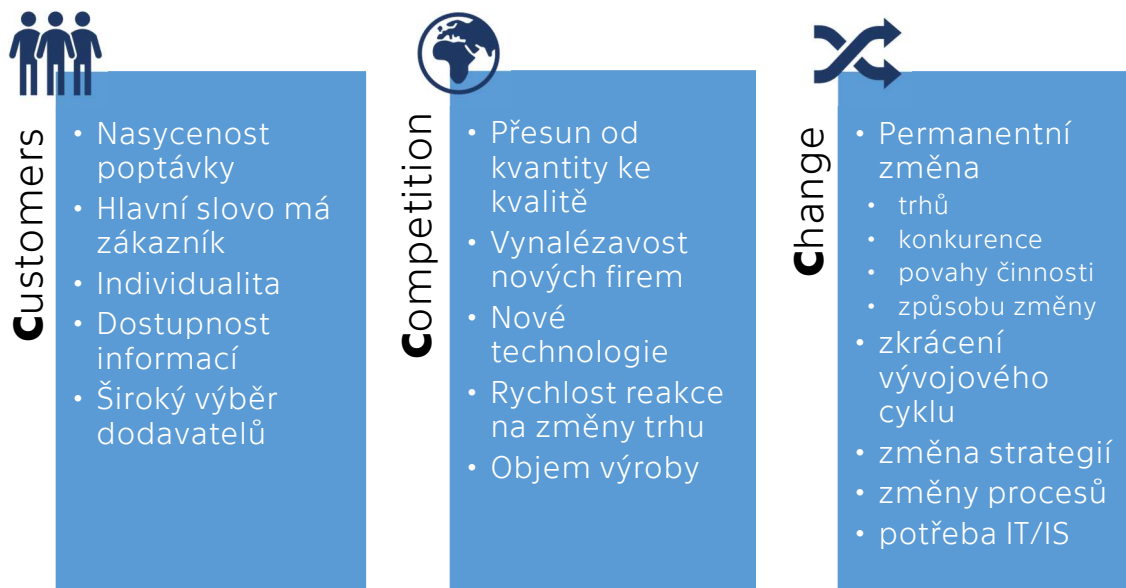 Customers
• Nasycenost
poptávky
• Hlavní slovo má
zákazník
• Individualita
• Dostupnost
informací
• Široký výběr
dodavatelů
Competition
• Přesun od
kvantity ke
kvalitě
• Vynalézavost
nových firem
• Nové
technologie
• Rychlost reakce
na změny trhu
• Objem výroby
Change
• Permanentní
změna
• trhů
• konkurence
• povahy činnosti
• způsobu změny
• zkrácení
vývojového
cyklu
• změna strategií
• změny procesů
• potřeba IT/IS